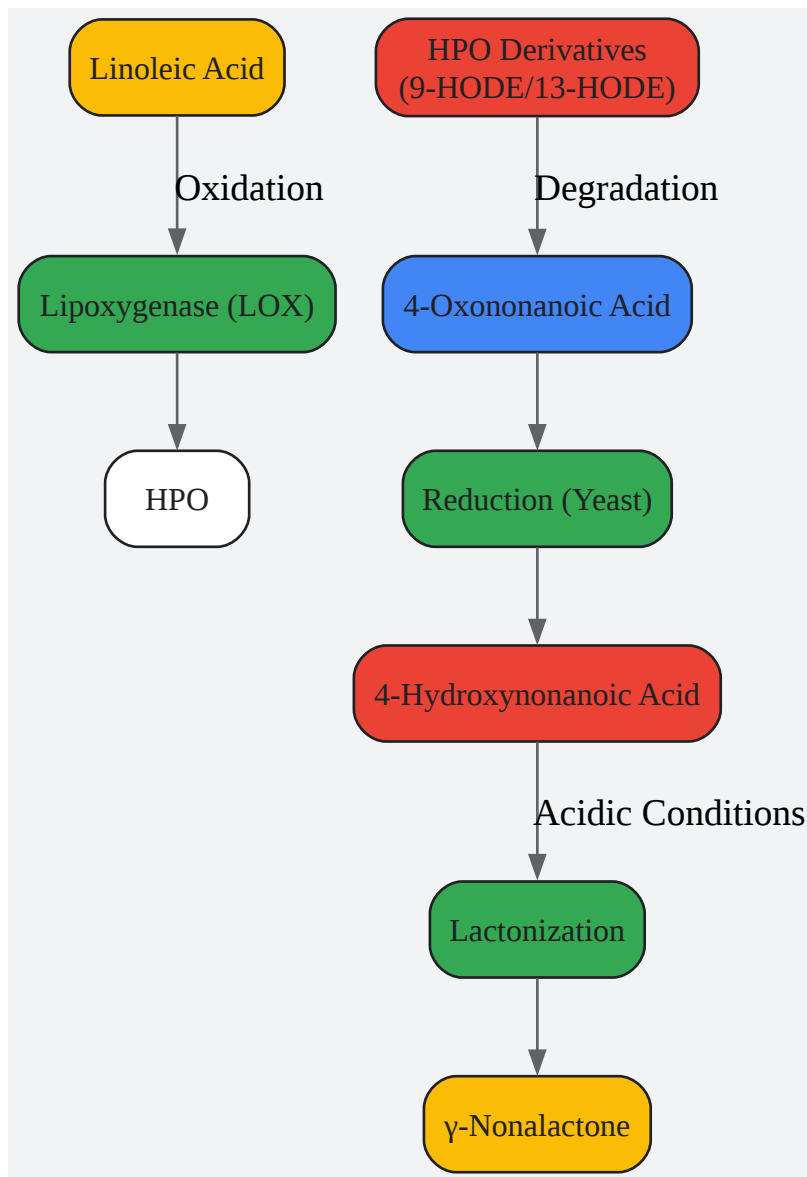 Linoleic Acid
Oxidation
Lipoxygenase (LOX)
HPO
HPO Derivatives
(9-HODE/13-HODE)
Degradation
4-Oxononanoic Acid
Reduction (Yeast)
4-Hydroxynonanoic Acid
Acidic Conditions
Lactonization
γ-Nonalactone